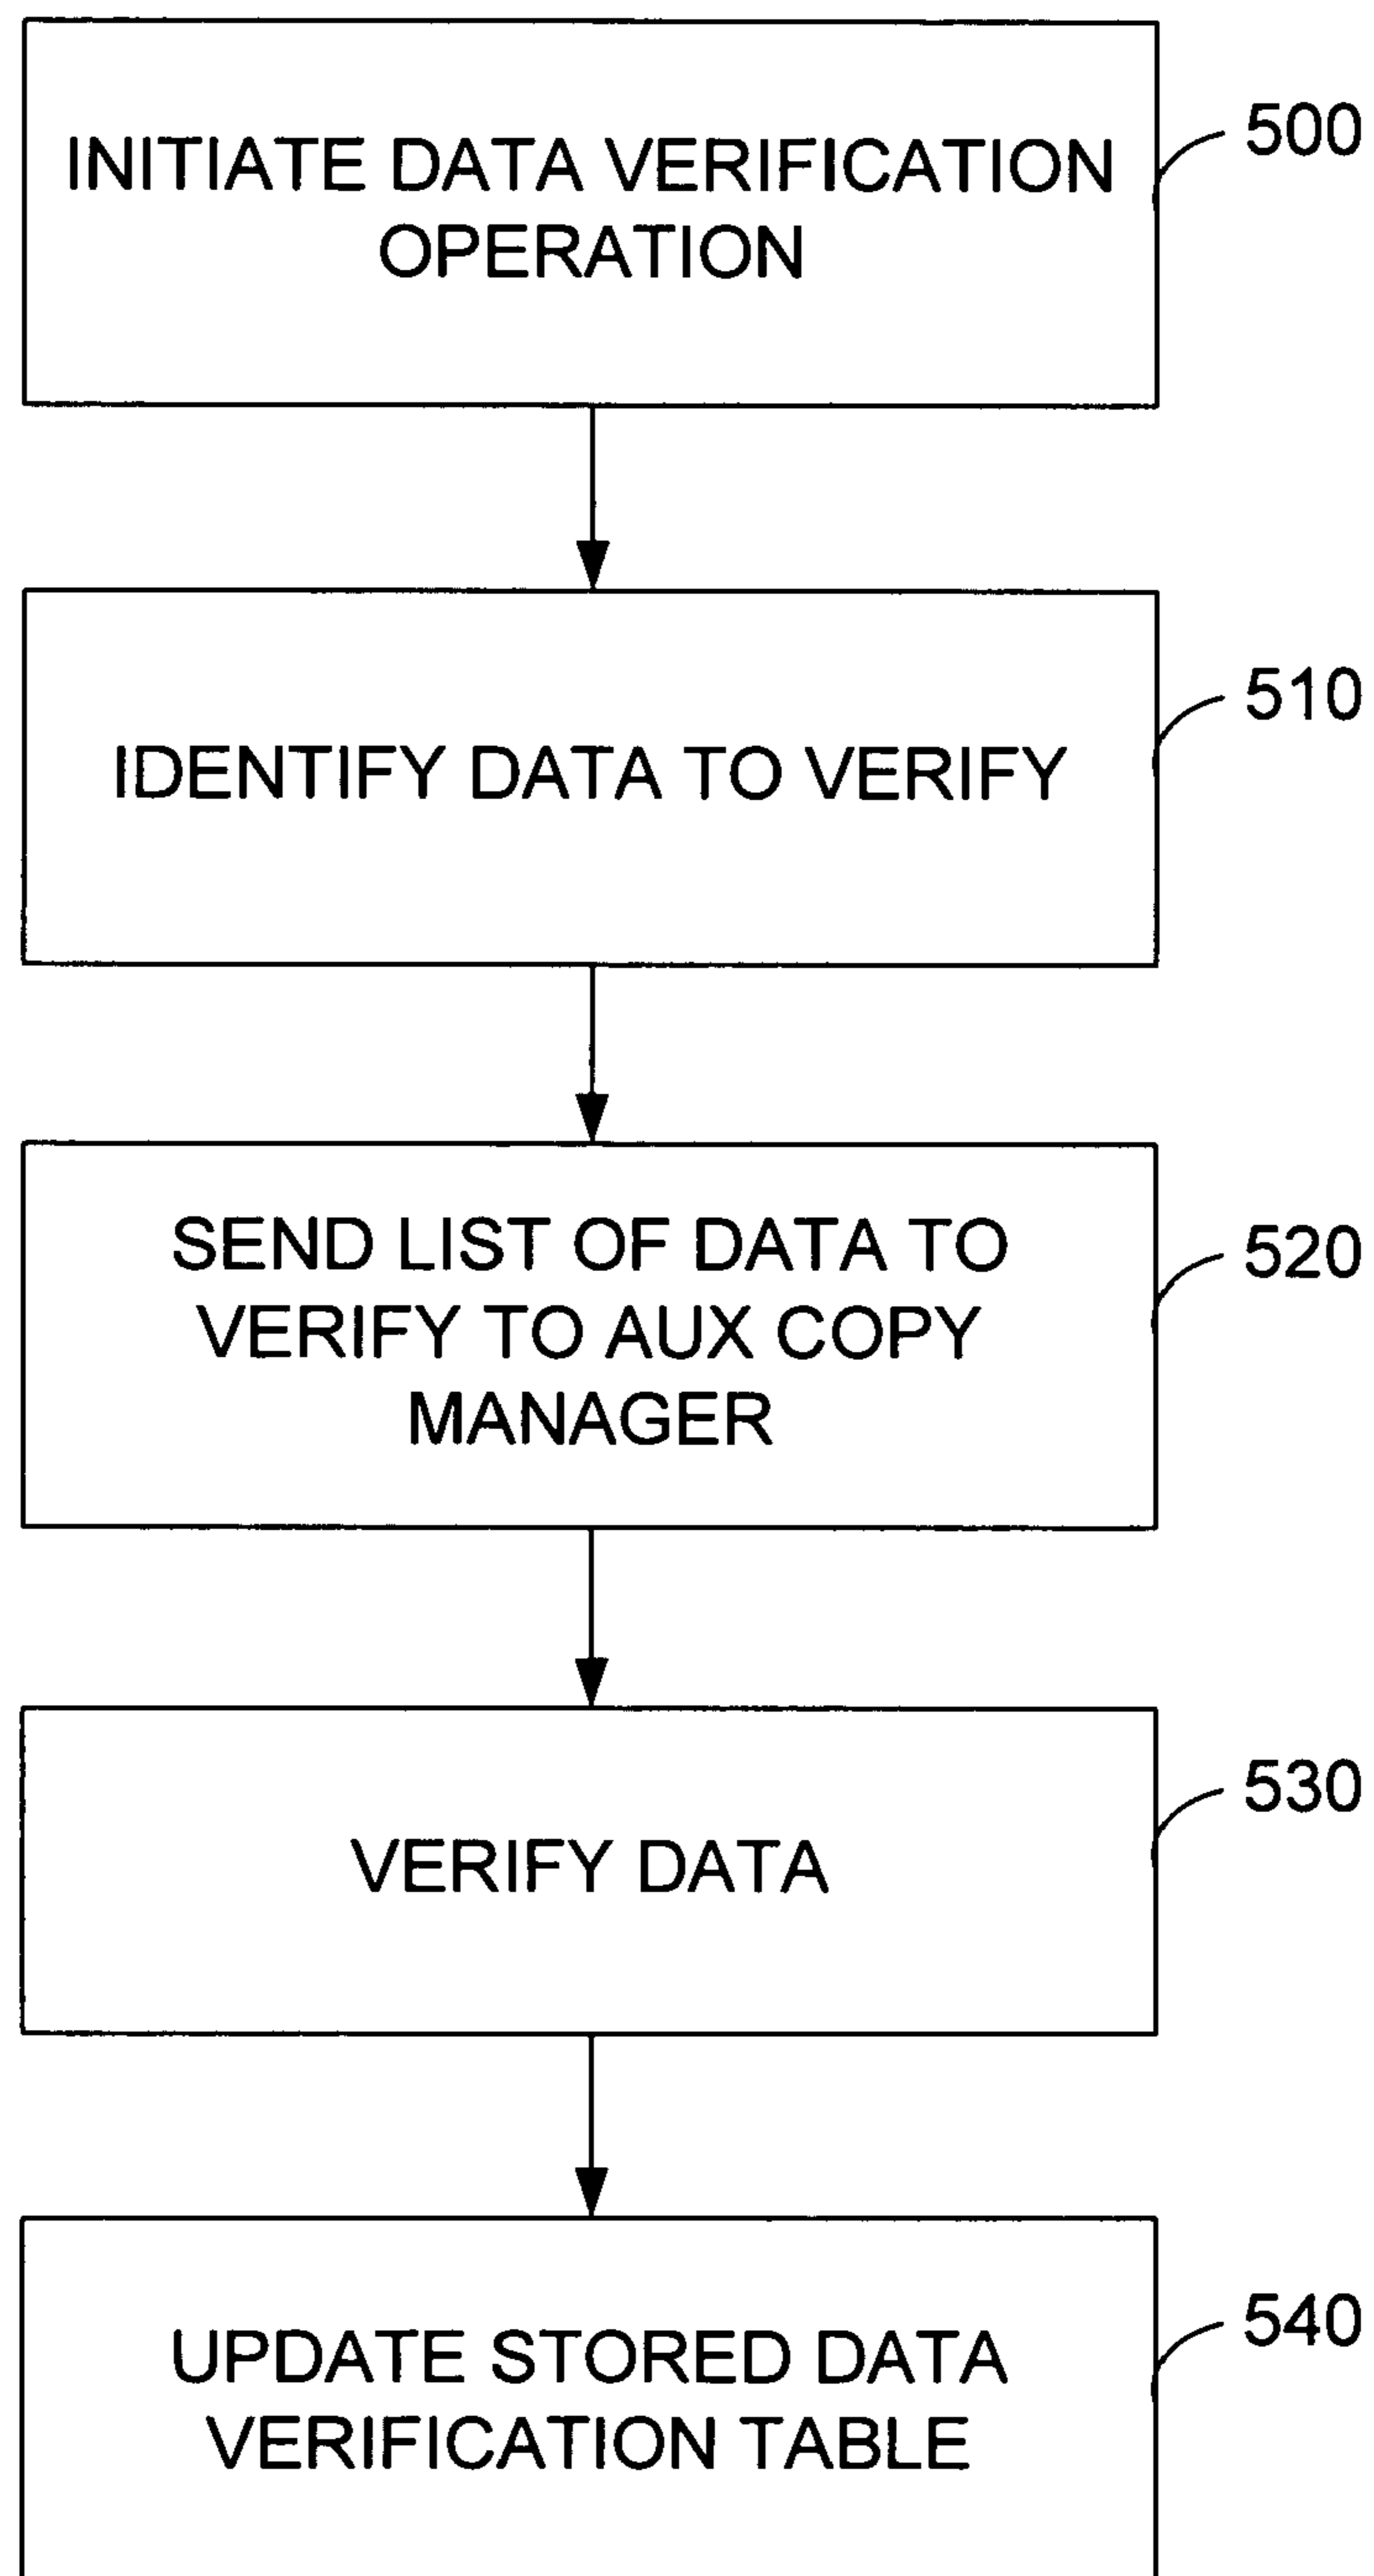 INITIATE DATA VERIFICATION
OPERATION
500
IDENTIFY DATA TO VERIFY
510
SEND LIST OF DATA TO
VERIFY TO AUX COPY
MANAGER
520
VERIFY DATA
530
UPDATE STORED DATA
VERIFICATION TABLE
540